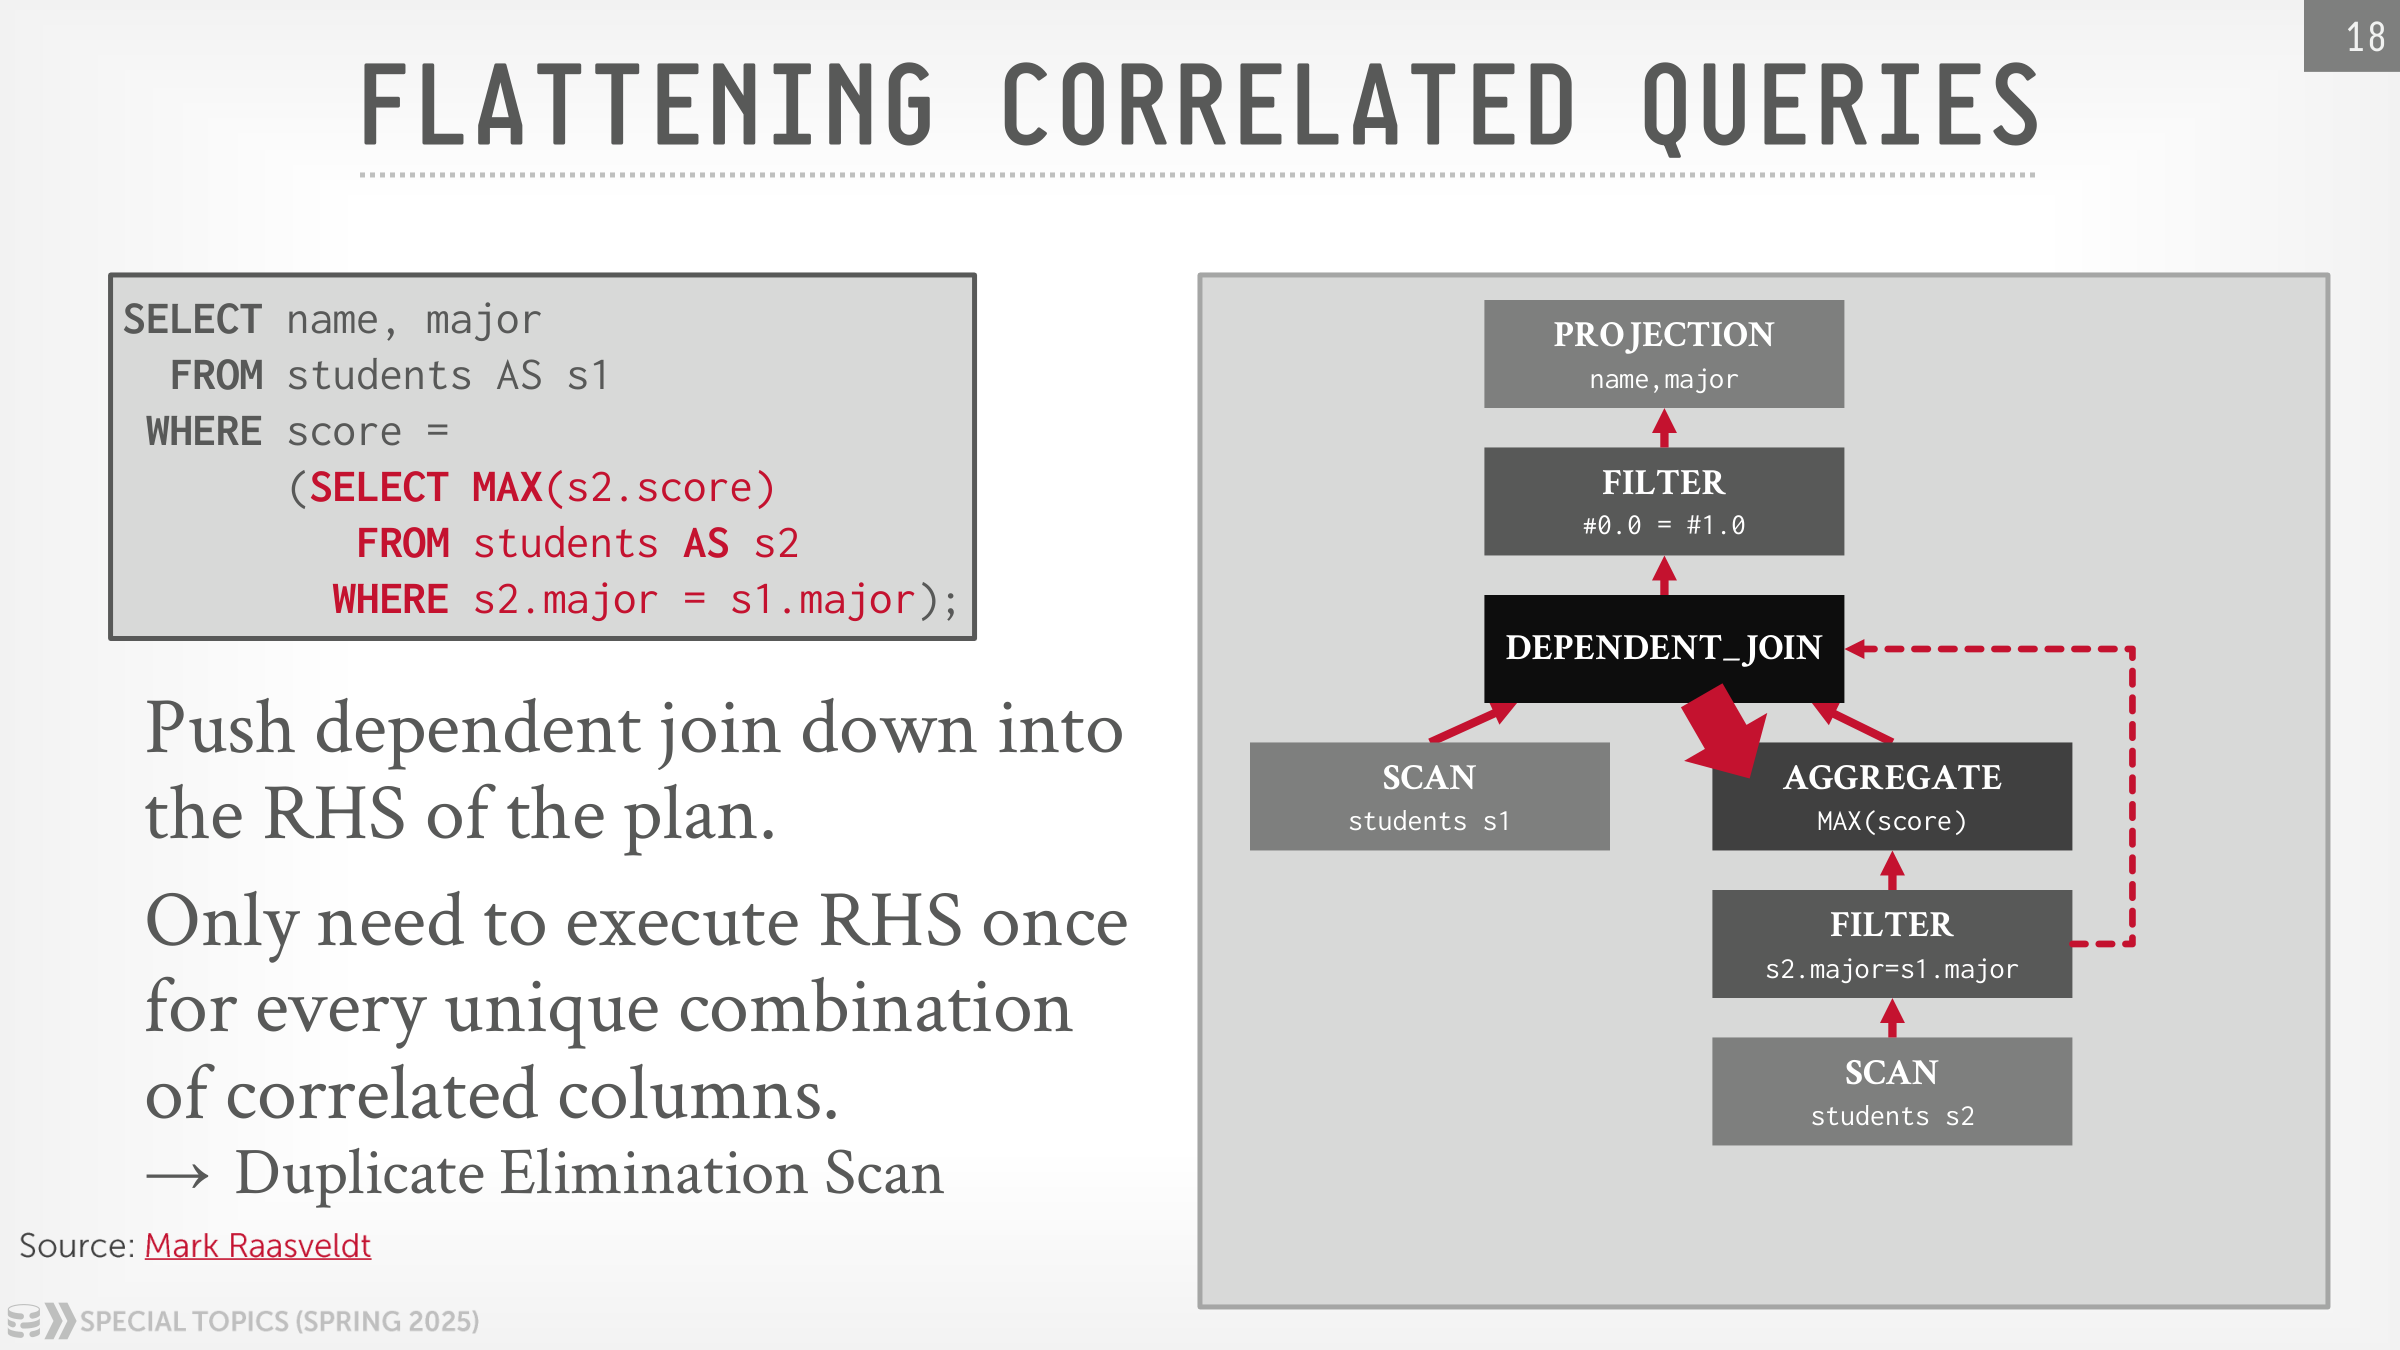 18
FLATTENING CORRELATED QUERIES
SELECT name, major
FROM students AS s1
WHERE score =
(SELECT MAX(s2.score)
FROM students AS s2
WHERE s2.major = s1.major);
Push dependent join down into
the RHS of the plan.
Only need to execute RHS once
for every unique combination
of correlated columns.
→ Duplicate Elimination Scan
Source: Mark Raasveldt
SPECIAL TOPICS (SPRING 2025)
PROJECTION
name,major
FILTER
#0.0 = #1.0
DEPENDENT_JOIN
SCAN
students s1
AGGREGATE
MAX(score)
FILTER
s2.major=s1.major
SCAN
students s2